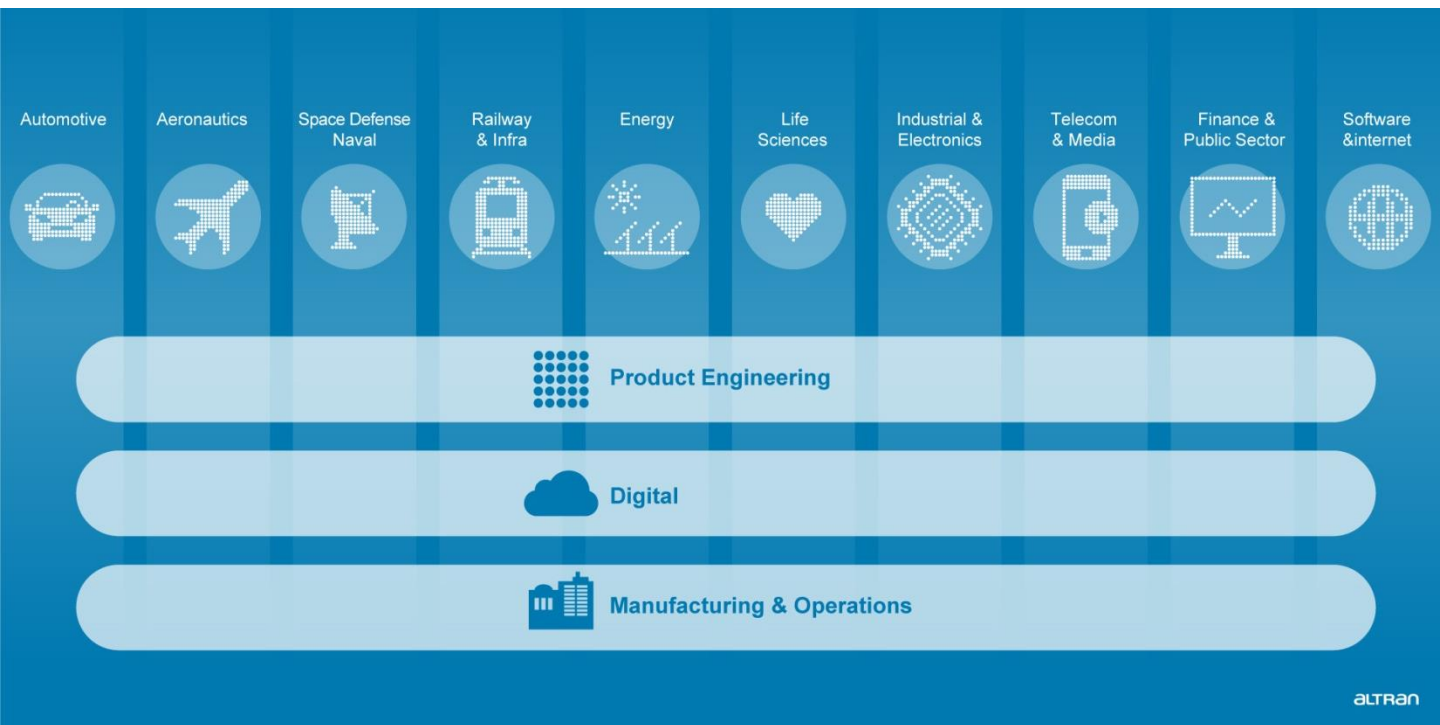 Automotive
Aeronautics
Space Defense
Naval
Railway
& Infra
Energy
Life
Sciences
Industrial &
Electronics
Telecom
& Media
Finance &
Public Sector
Software
&internet
Product Engineering
Digital
Manufacturing & Operations
altran